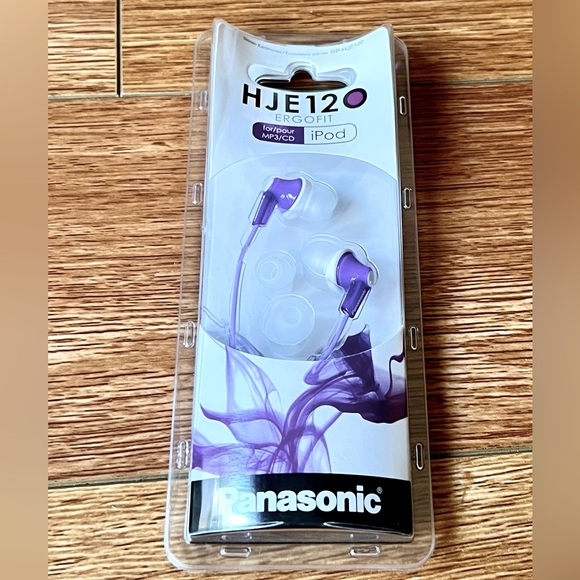 HJE120
ERGOFIT
for/pour
MP3/CD
iPod
Panasonic®